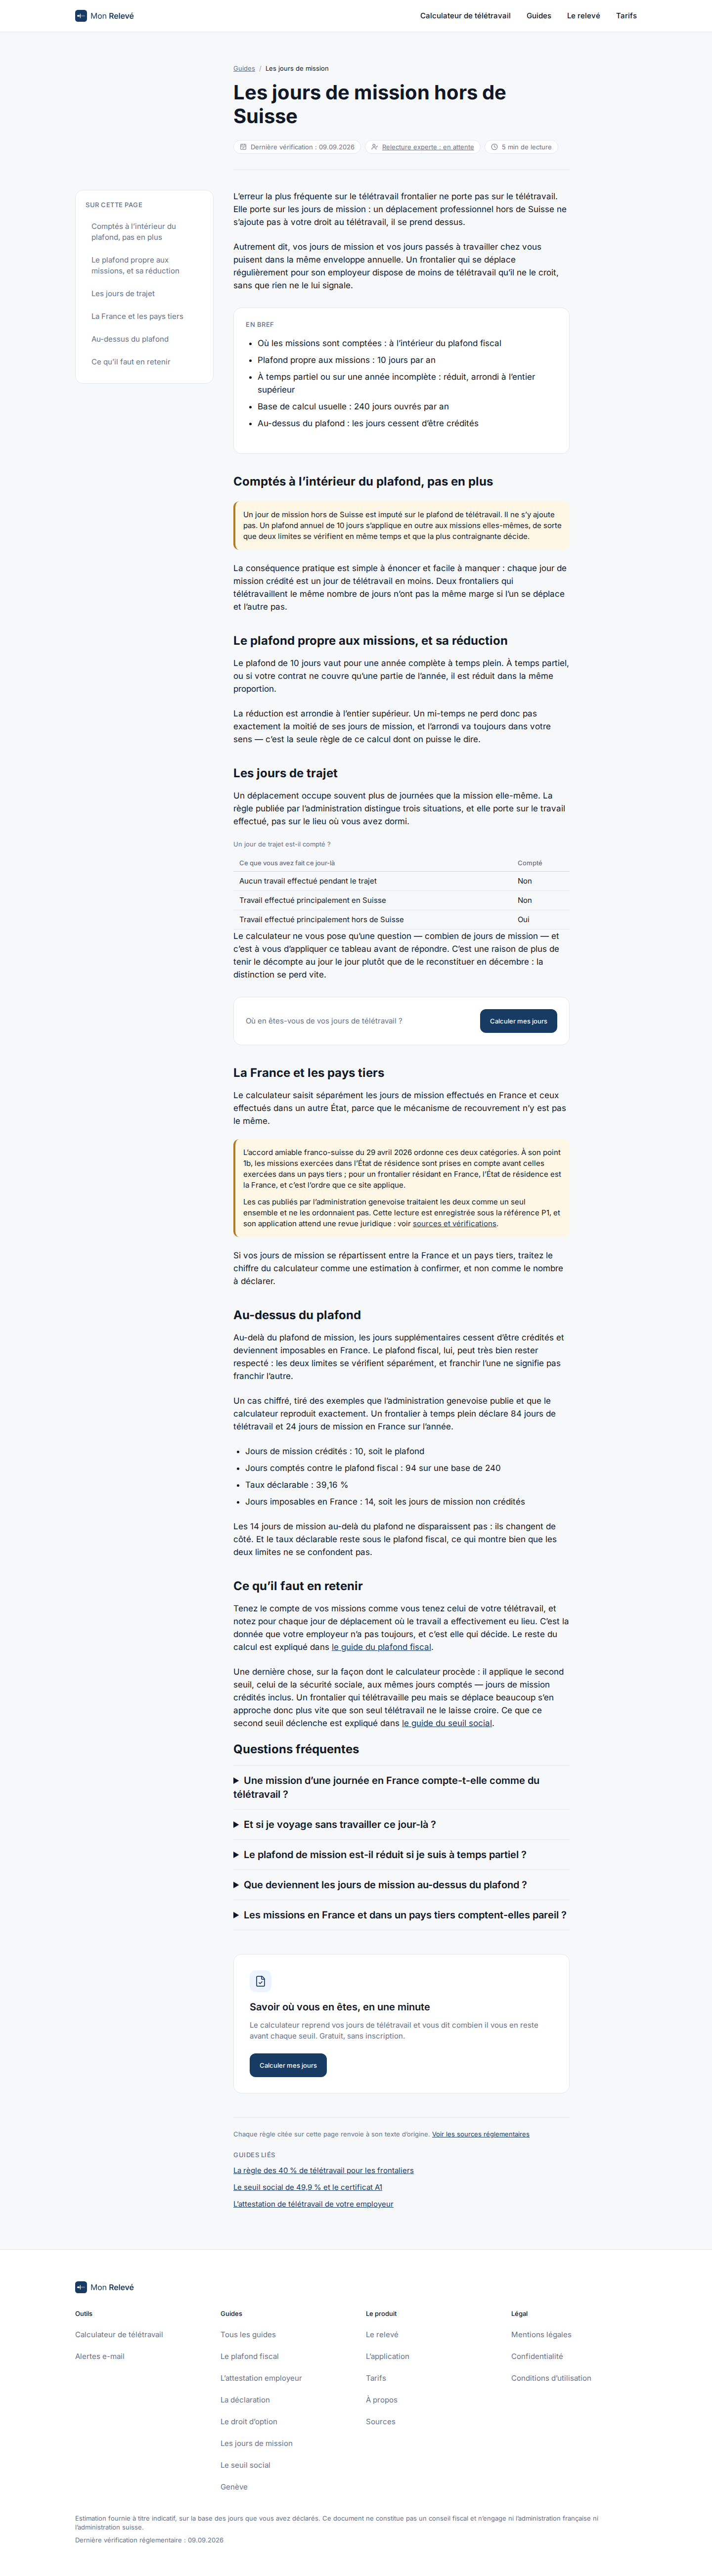 Mon Relevé
Calculateur de télétravail
Guides
Le relevé
Tarifs
Guides / Les jours de mission
Les jours de mission hors de
Suisse
Dernière vérification : 09.09.2026
Relecture experte : en attente
5 min de lecture
SUR CETTE PAGE
Comptés à l’intérieur du
plafond, pas en plus
Le plafond propre aux
missions, et sa réduction
Les jours de trajet
La France et les pays tiers
Au-dessus du plafond
Ce qu’il faut en retenir
L’erreur la plus fréquente sur le télétravail frontalier ne porte pas sur le télétravail.
Elle porte sur les jours de mission : un déplacement professionnel hors de Suisse ne
s’ajoute pas à votre droit au télétravail, il se prend dessus.
Autrement dit, vos jours de mission et vos jours passés à travailler chez vous
puisent dans la même enveloppe annuelle. Un frontalier qui se déplace
régulièrement pour son employeur dispose de moins de télétravail qu’il ne le croit,
sans que rien ne le lui signale.
EN BREF
• Où les missions sont comptées : à l’intérieur du plafond fiscal
• Plafond propre aux missions : 10 jours par an
• À temps partiel ou sur une année incomplète : réduit, arrondi à l’entier
supérieur
• Base de calcul usuelle : 240 jours ouvrés par an
• Au-dessus du plafond : les jours cessent d’être crédités
Comptés à l’intérieur du plafond, pas en plus
Un jour de mission hors de Suisse est imputé sur le plafond de télétravail. Il ne s’y ajoute
pas. Un plafond annuel de 10 jours s’applique en outre aux missions elles-mêmes, de sorte
que deux limites se vérifient en même temps et que la plus contraignante décide.
La conséquence pratique est simple à énoncer et facile à manquer : chaque jour de
mission crédité est un jour de télétravail en moins. Deux frontaliers qui
télétravaillent le même nombre de jours n’ont pas la même marge si l’un se déplace
et l’autre pas.
Le plafond propre aux missions, et sa réduction
Le plafond de 10 jours vaut pour une année complète à temps plein. À temps partiel,
ou si votre contrat ne couvre qu’une partie de l’année, il est réduit dans la même
proportion.
La réduction est arrondie à l’entier supérieur. Un mi-temps ne perd donc pas
exactement la moitié de ses jours de mission, et l’arrondi va toujours dans votre
sens — c’est la seule règle de ce calcul dont on puisse le dire.
Les jours de trajet
Un déplacement occupe souvent plus de journées que la mission elle-même. La
règle publiée par l’administration distingue trois situations, et elle porte sur le travail
effectué, pas sur le lieu où vous avez dormi.
Un jour de trajet est-il compté ?
Ce que vous avez fait ce jour-là Compté
Aucun travail effectué pendant le trajet Non
Travail effectué principalement en Suisse Non
Travail effectué principalement hors de Suisse Oui
Le calculateur ne vous pose qu’une question — combien de jours de mission — et
c’est à vous d’appliquer ce tableau avant de répondre. C’est une raison de plus de
tenir le décompte au jour le jour plutôt que de le reconstituer en décembre : la
distinction se perd vite.
Où en êtes-vous de vos jours de télétravail ?
Calculer mes jours
La France et les pays tiers
Le calculateur saisit séparément les jours de mission effectués en France et ceux
effectués dans un autre État, parce que le mécanisme de recouvrement n’y est pas
le même.
L’accord amiable franco-suisse du 29 avril 2026 ordonne ces deux catégories. À son point
1b, les missions exercées dans l’État de résidence sont prises en compte avant celles
exercées dans un pays tiers ; pour un frontalier résidant en France, l’État de résidence est
la France, et c’est l’ordre que ce site applique.
Les cas publiés par l’administration genevoise traitaient les deux comme un seul
ensemble et ne les ordonnaient pas. Cette lecture est enregistrée sous la référence P1, et
son application attend une revue juridique : voir sources et vérifications.
Si vos jours de mission se répartissent entre la France et un pays tiers, traitez le
chiffre du calculateur comme une estimation à confirmer, et non comme le nombre
à déclarer.
Au-dessus du plafond
Au-delà du plafond de mission, les jours supplémentaires cessent d’être crédités et
deviennent imposables en France. Le plafond fiscal, lui, peut très bien rester
respecté : les deux limites se vérifient séparément, et franchir l’une ne signifie pas
franchir l’autre.
Un cas chiffré, tiré des exemples que l’administration genevoise publie et que le
calculateur reproduit exactement. Un frontalier à temps plein déclare 84 jours de
télétravail et 24 jours de mission en France sur l’année.
• Jours de mission crédités : 10, soit le plafond
• Jours comptés contre le plafond fiscal : 94 sur une base de 240
• Taux déclarable : 39,16 %
• Jours imposables en France : 14, soit les jours de mission non crédités
Les 14 jours de mission au-delà du plafond ne disparaissent pas : ils changent de
côté. Et le taux déclarable reste sous le plafond fiscal, ce qui montre bien que les
deux limites ne se confondent pas.
Ce qu’il faut en retenir
Tenez le compte de vos missions comme vous tenez celui de votre télétravail, et
notez pour chaque jour de déplacement où le travail a effectivement eu lieu. C’est la
donnée que votre employeur n’a pas toujours, et c’est elle qui décide. Le reste du
calcul est expliqué dans le guide du plafond fiscal.
Une dernière chose, sur la façon dont le calculateur procède : il applique le second
seuil, celui de la sécurité sociale, aux mêmes jours comptés — jours de mission
crédités inclus. Un frontalier qui télétravaille peu mais se déplace beaucoup s’en
approche donc plus vite que son seul télétravail ne le laisse croire. Ce que ce
second seuil déclenche est expliqué dans le guide du seuil social.
Questions fréquentes
▶ Une mission d’une journée en France compte-t-elle comme du
télétravail ?
▶ Et si je voyage sans travailler ce jour-là ?
▶ Le plafond de mission est-il réduit si je suis à temps partiel ?
▶ Que deviennent les jours de mission au-dessus du plafond ?
▶ Les missions en France et dans un pays tiers comptent-elles pareil ?
Savoir où vous en êtes, en une minute
Le calculateur reprend vos jours de télétravail et vous dit combien il vous en reste
avant chaque seuil. Gratuit, sans inscription.
Calculer mes jours
Chaque règle citée sur cette page renvoie à son texte d’origine. Voir les sources réglementaires
GUIDES LIÉS
La règle des 40 % de télétravail pour les frontaliers
Le seuil social de 49,9 % et le certificat A1
L’attestation de télétravail de votre employeur
Mon Relevé
Outils
Calculateur de télétravail
Alertes e-mail
Guides
Tous les guides
Le plafond fiscal
L’attestation employeur
La déclaration
Le droit d’option
Les jours de mission
Le seuil social
Genève
Le produit
Le relevé
L’application
Tarifs
À propos
Sources
Légal
Mentions légales
Confidentialité
Conditions d’utilisation
Estimation fournie à titre indicatif, sur la base des jours que vous avez déclarés. Ce document ne constitue pas un conseil fiscal et n’engage ni l’administration française ni
l’administration suisse.
Dernière vérification réglementaire : 09.09.2026